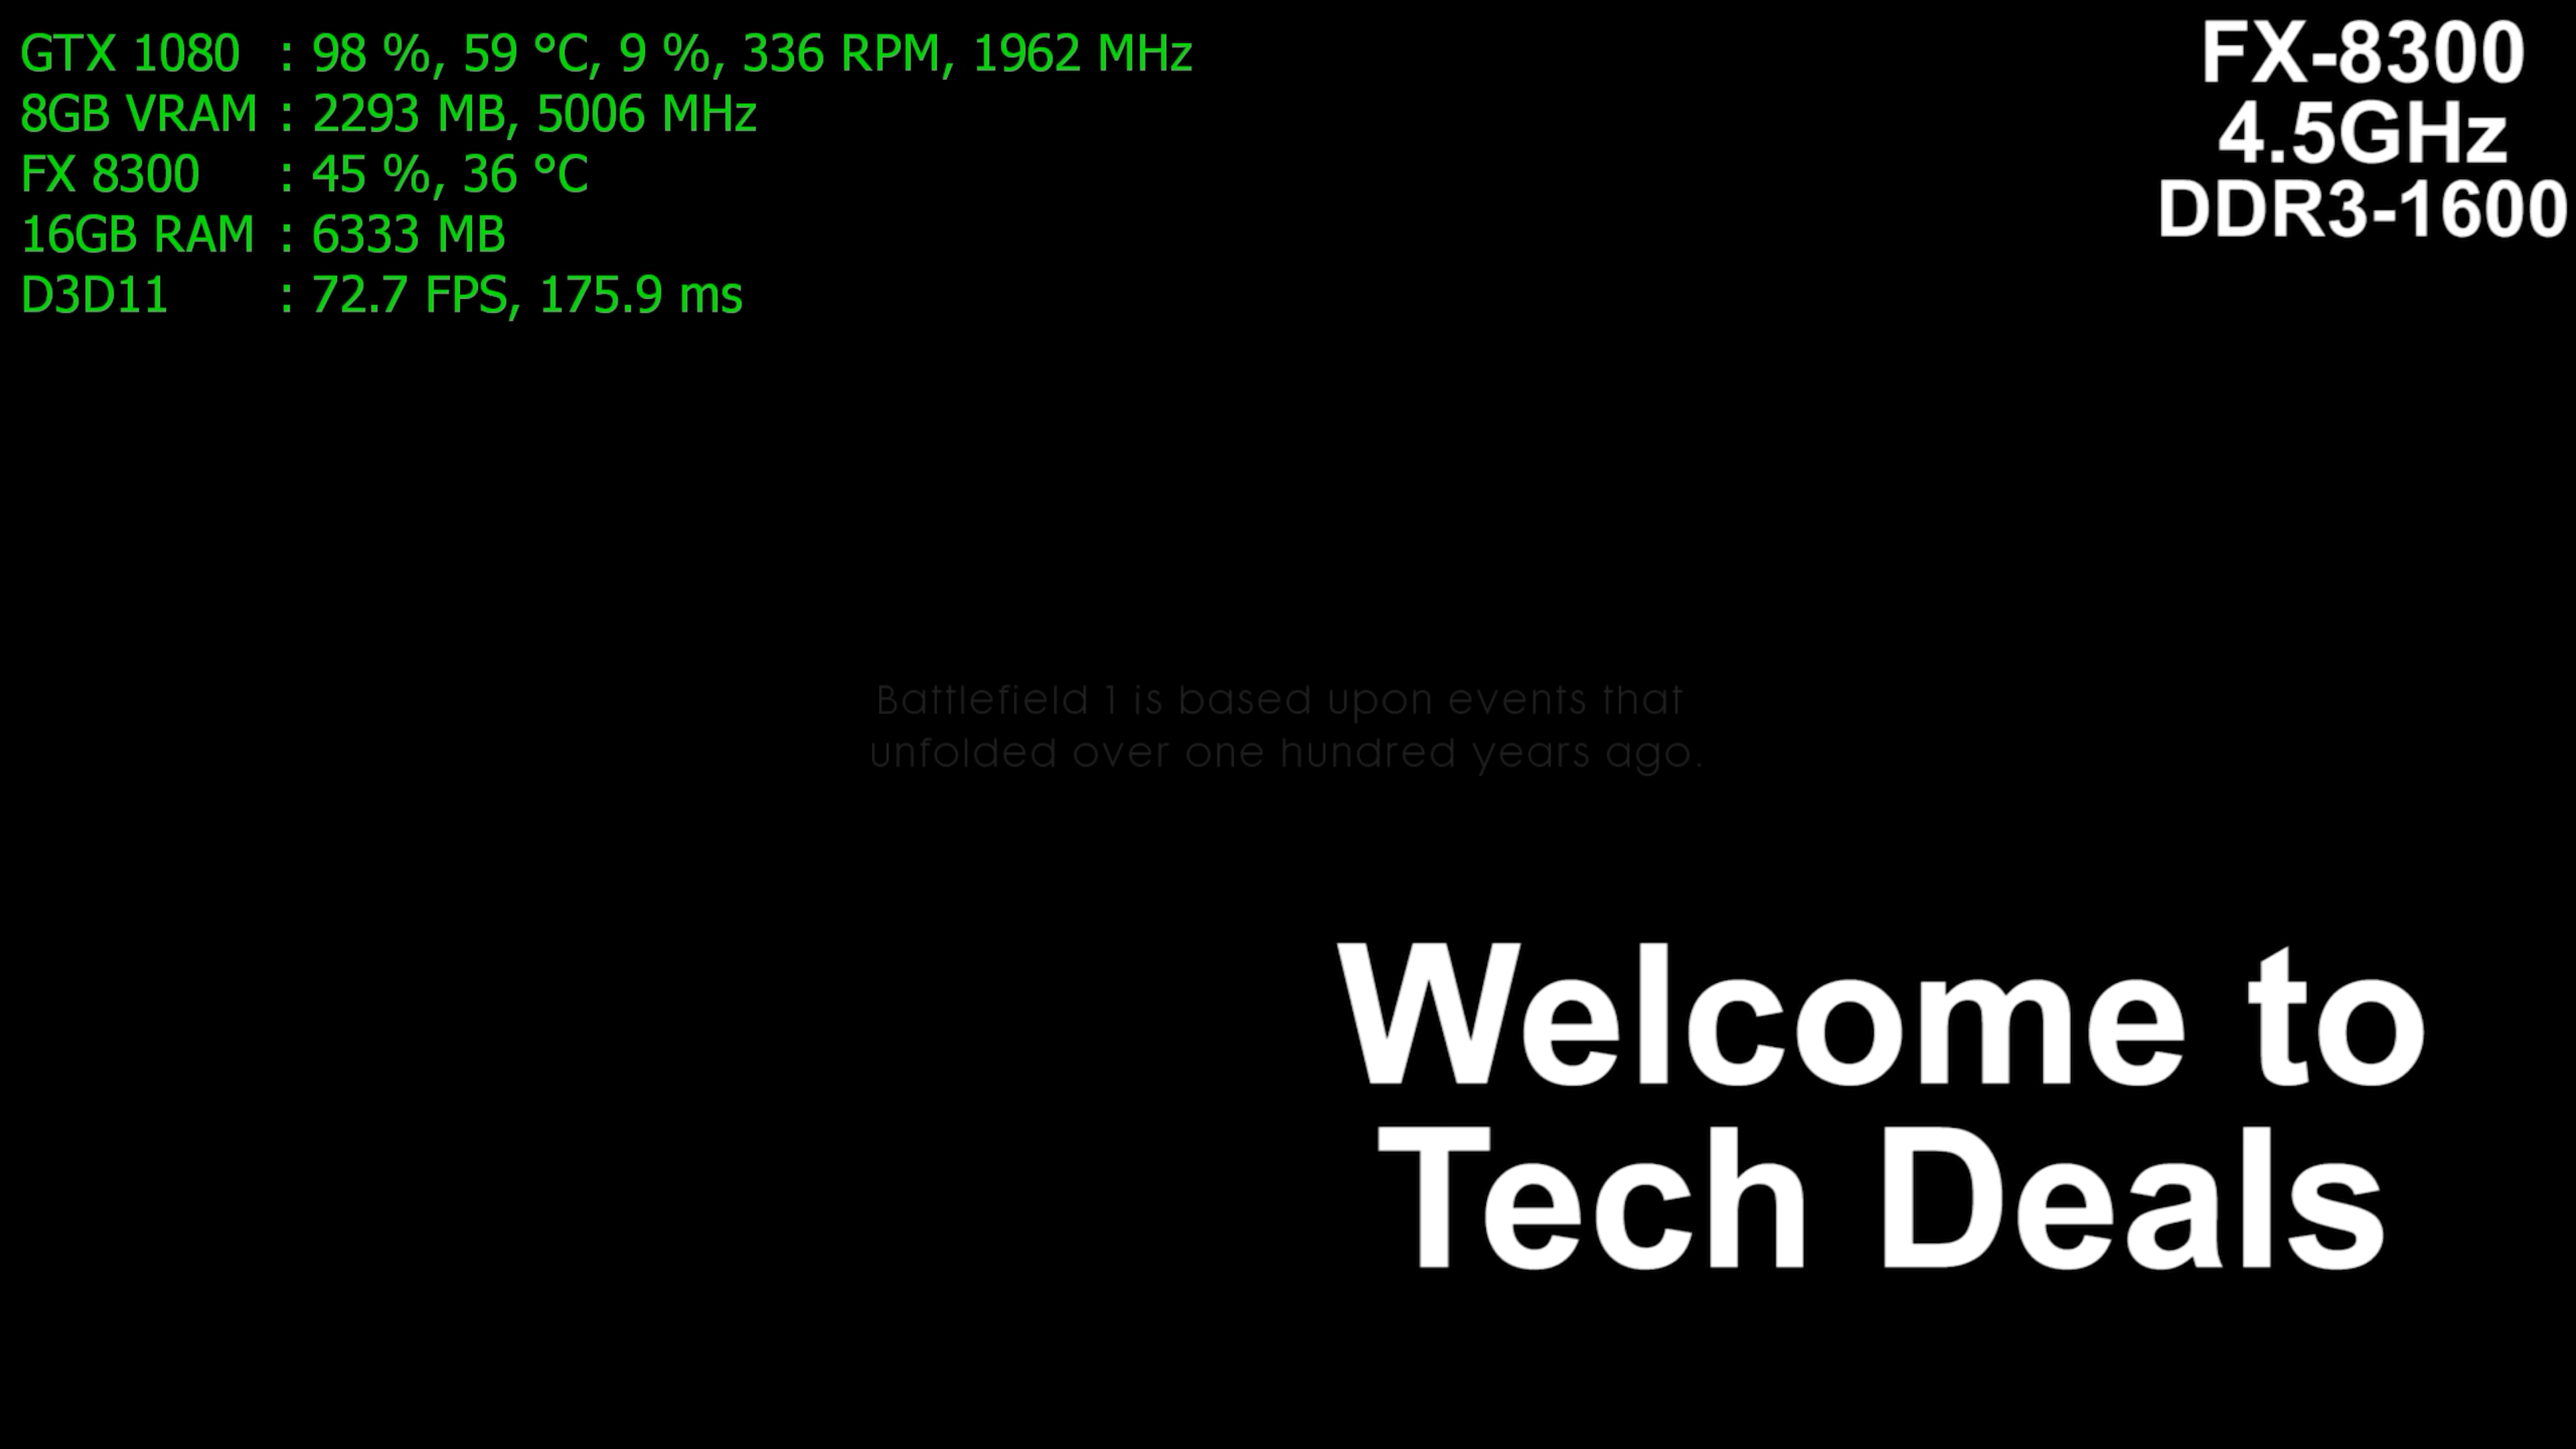 GTX 1080 : 98 %, 59 °C, 9 %, 336 RPM, 1962 MHz
8GB VRAM : 2293 MB, 5006 MHz
FX 8300 : 45 %, 36 °C
16GB RAM : 6333 MB
D3D11 : 72.7 FPS, 175.9 ms
FX-8300
4.5GHz
DDR3-1600
Battlefield 1 is based upon events that
unfolded over one hundred years ago.
Welcome to
Tech Deals